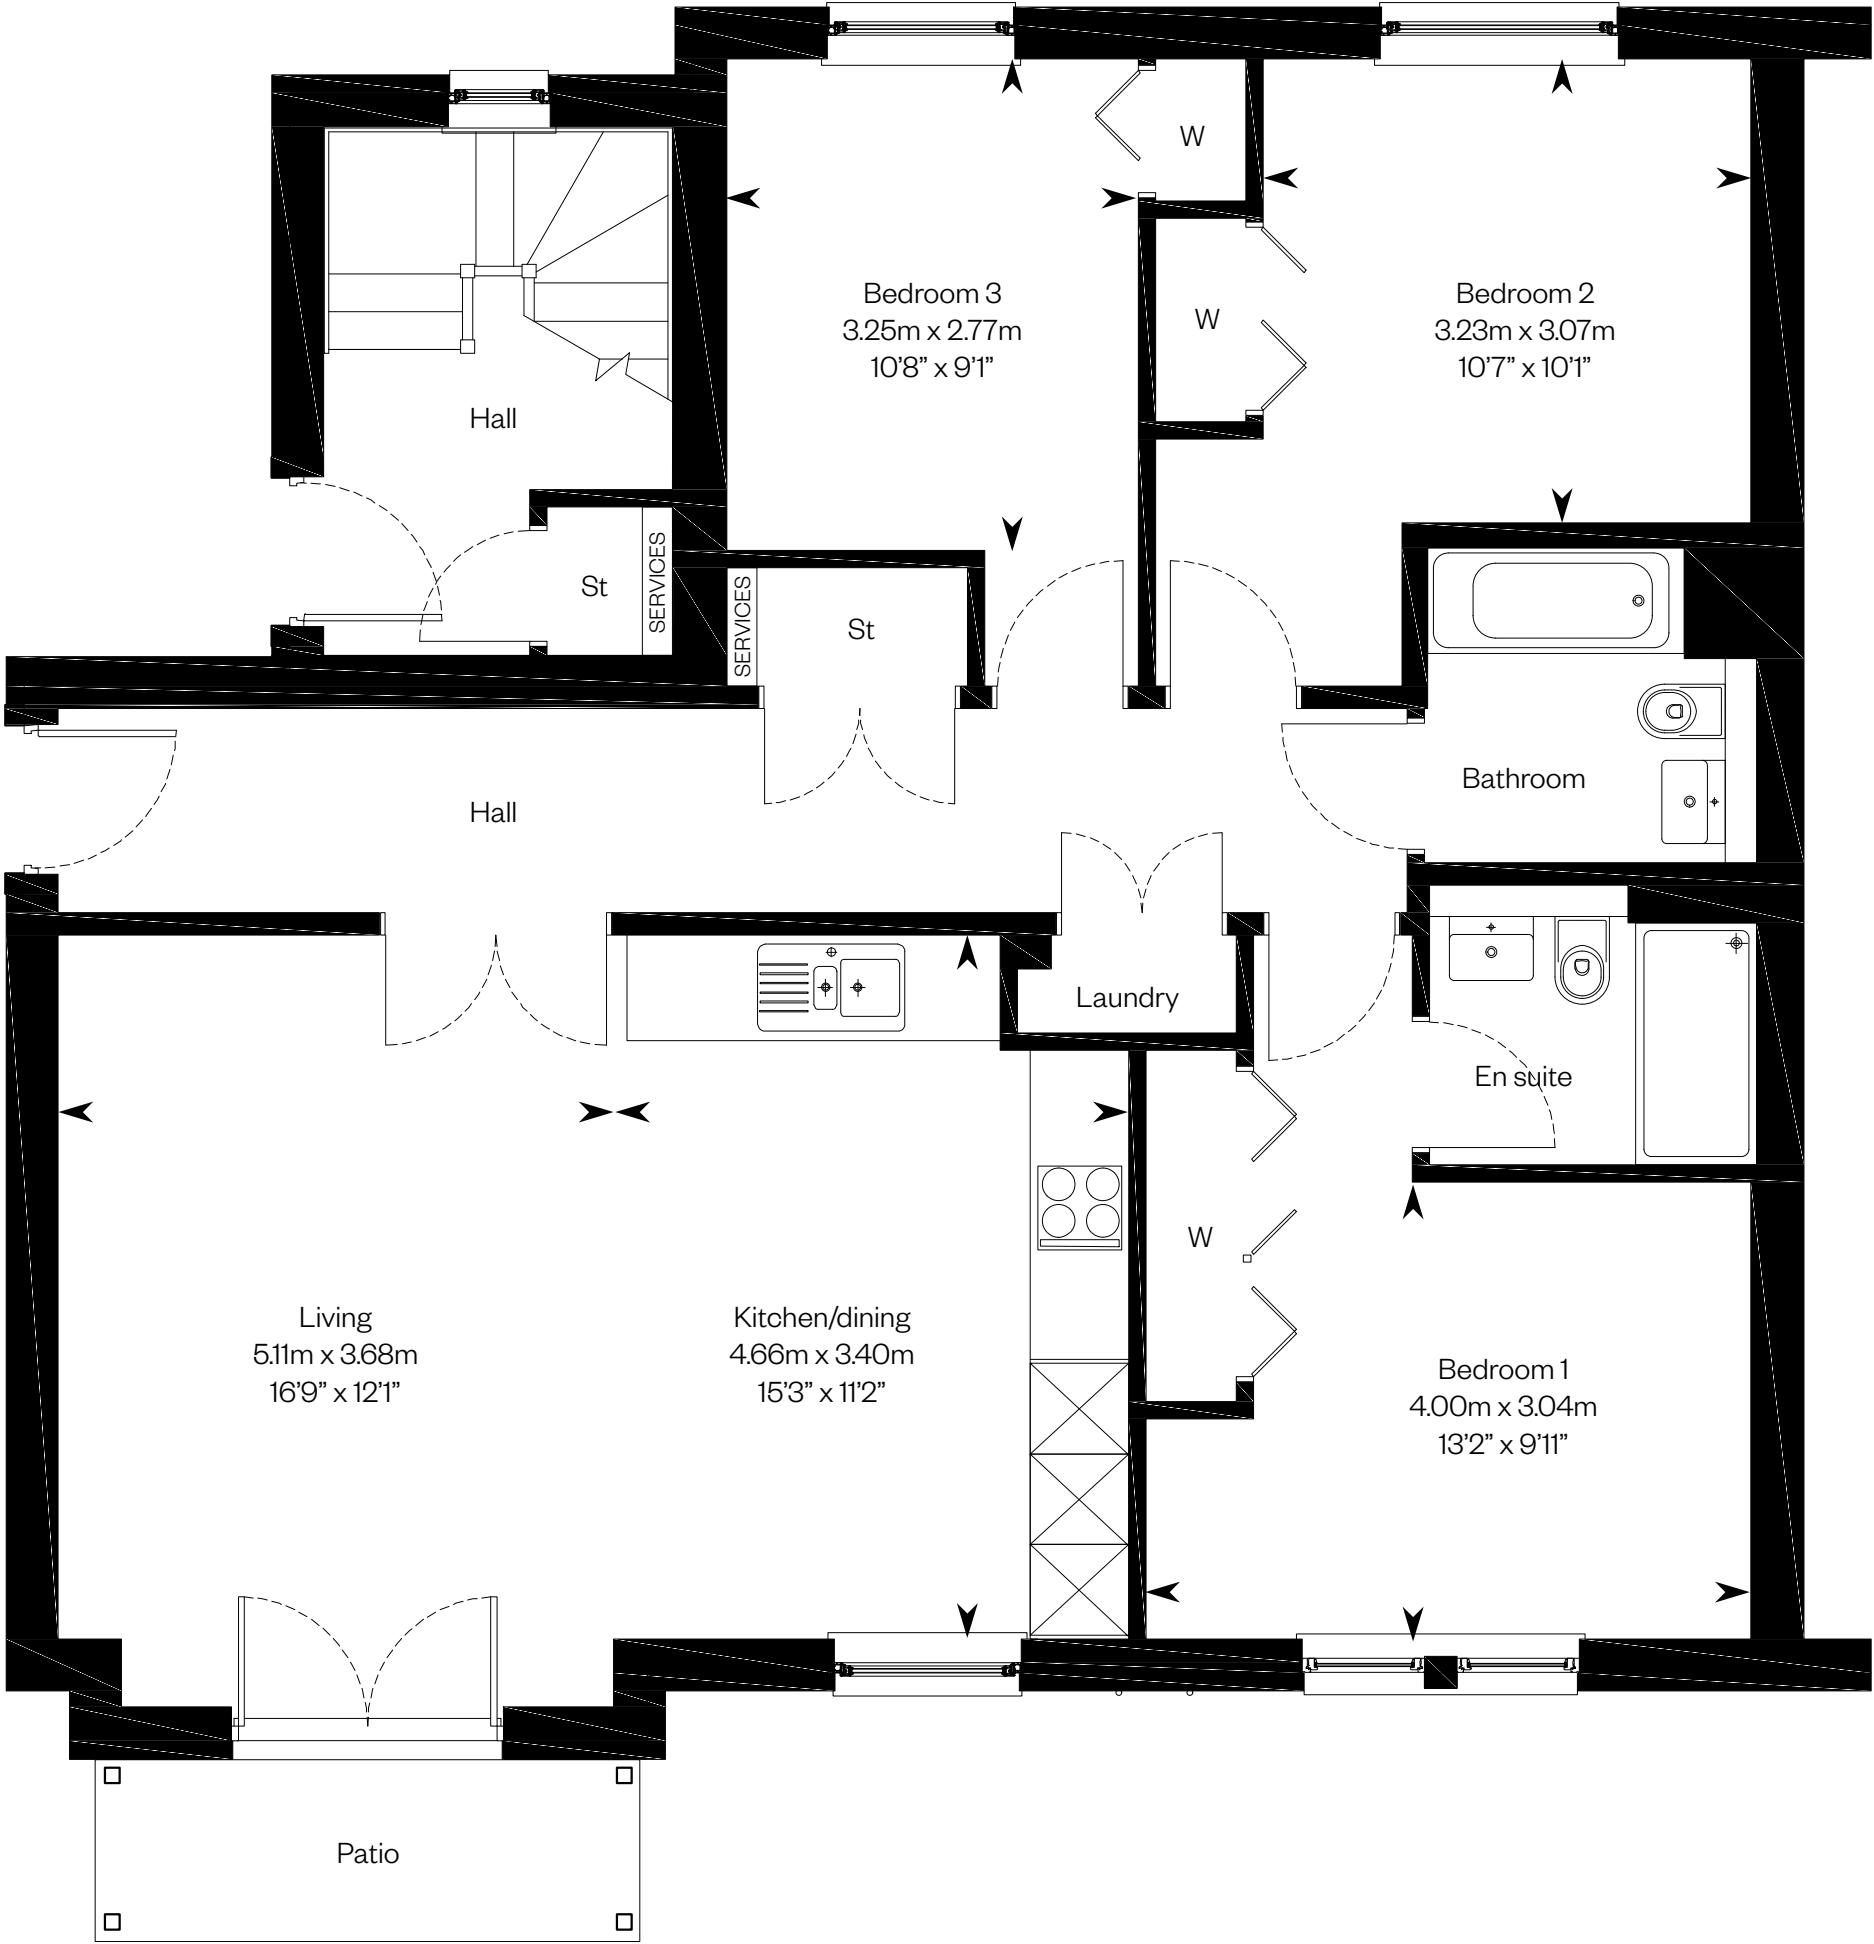 W
Bedroom 3
3.25m x 2.77m
10’8” x 9’1”
W
Bedroom 2
3.23m x 3.07m
10’7” x 10’1”
Hall
St
SERVICES
SERVICES
St
Bathroom
Hall
Laundry
En suite
W
Living
5.11m x 3.68m
16’9” x 12’1”
Kitchen/dining
4.66m x 3.40m
15’3” x 11’2”
Bedroom 1
4.00m x 3.04m
13’2” x 9’11”
Patio